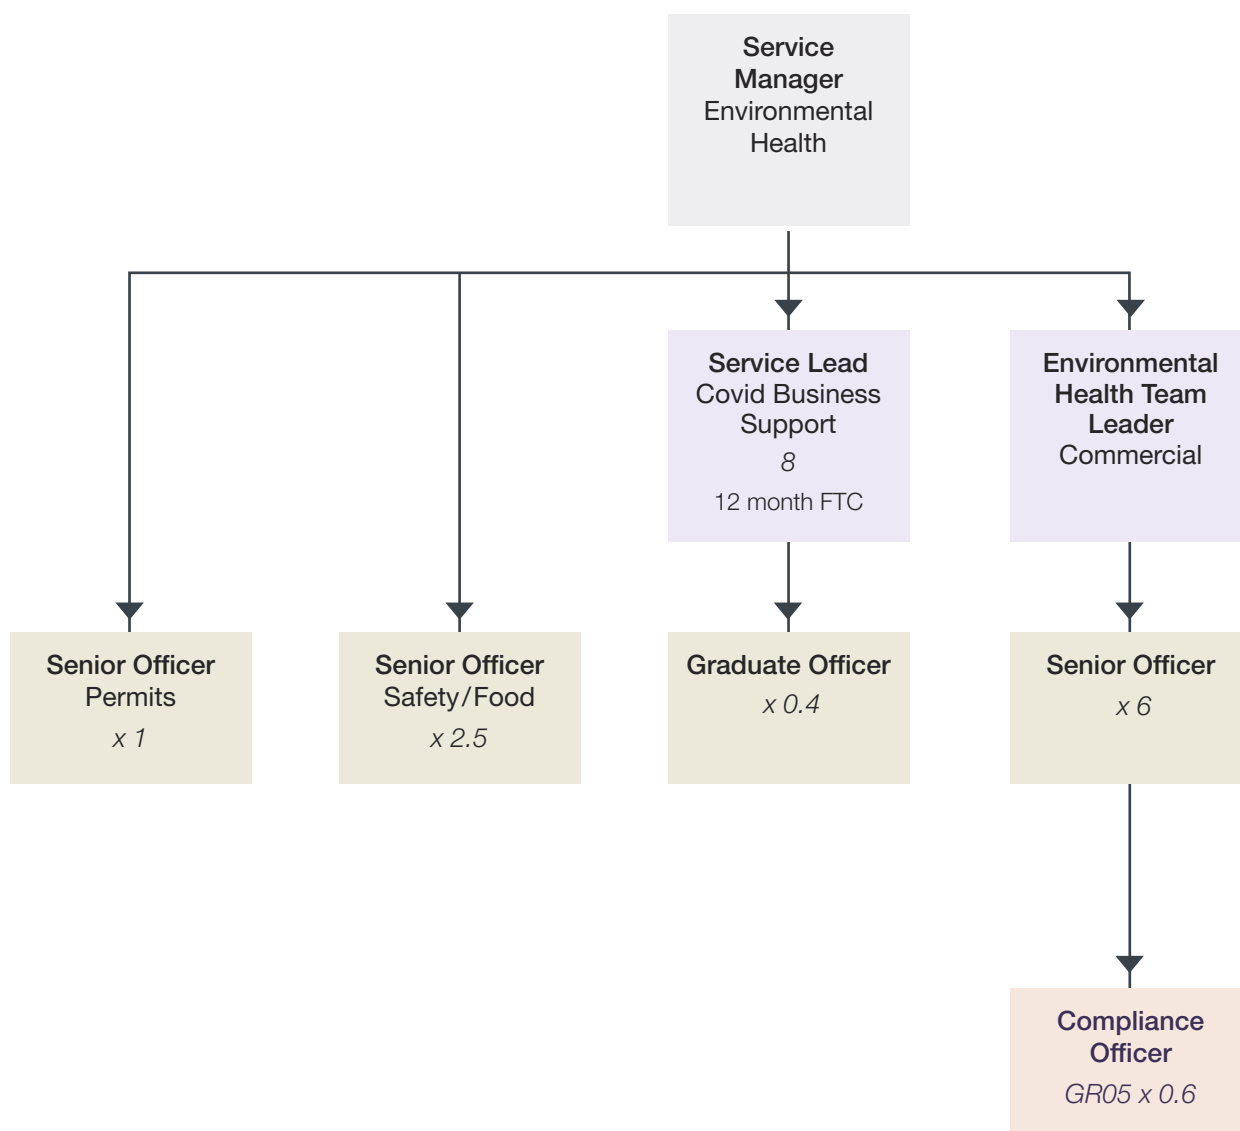 Service
Manager
Environmental
Health
Service Lead
Covid Business
Support
8
12 month FTC
Environmental
Health Team
Leader
Commercial
Senior Officer
Permits
x 1
Senior Officer
Safety/Food
x 2.5
Graduate Officer
x 0.4
Senior Officer
x 6
Compliance
Officer
GR05 x 0.6